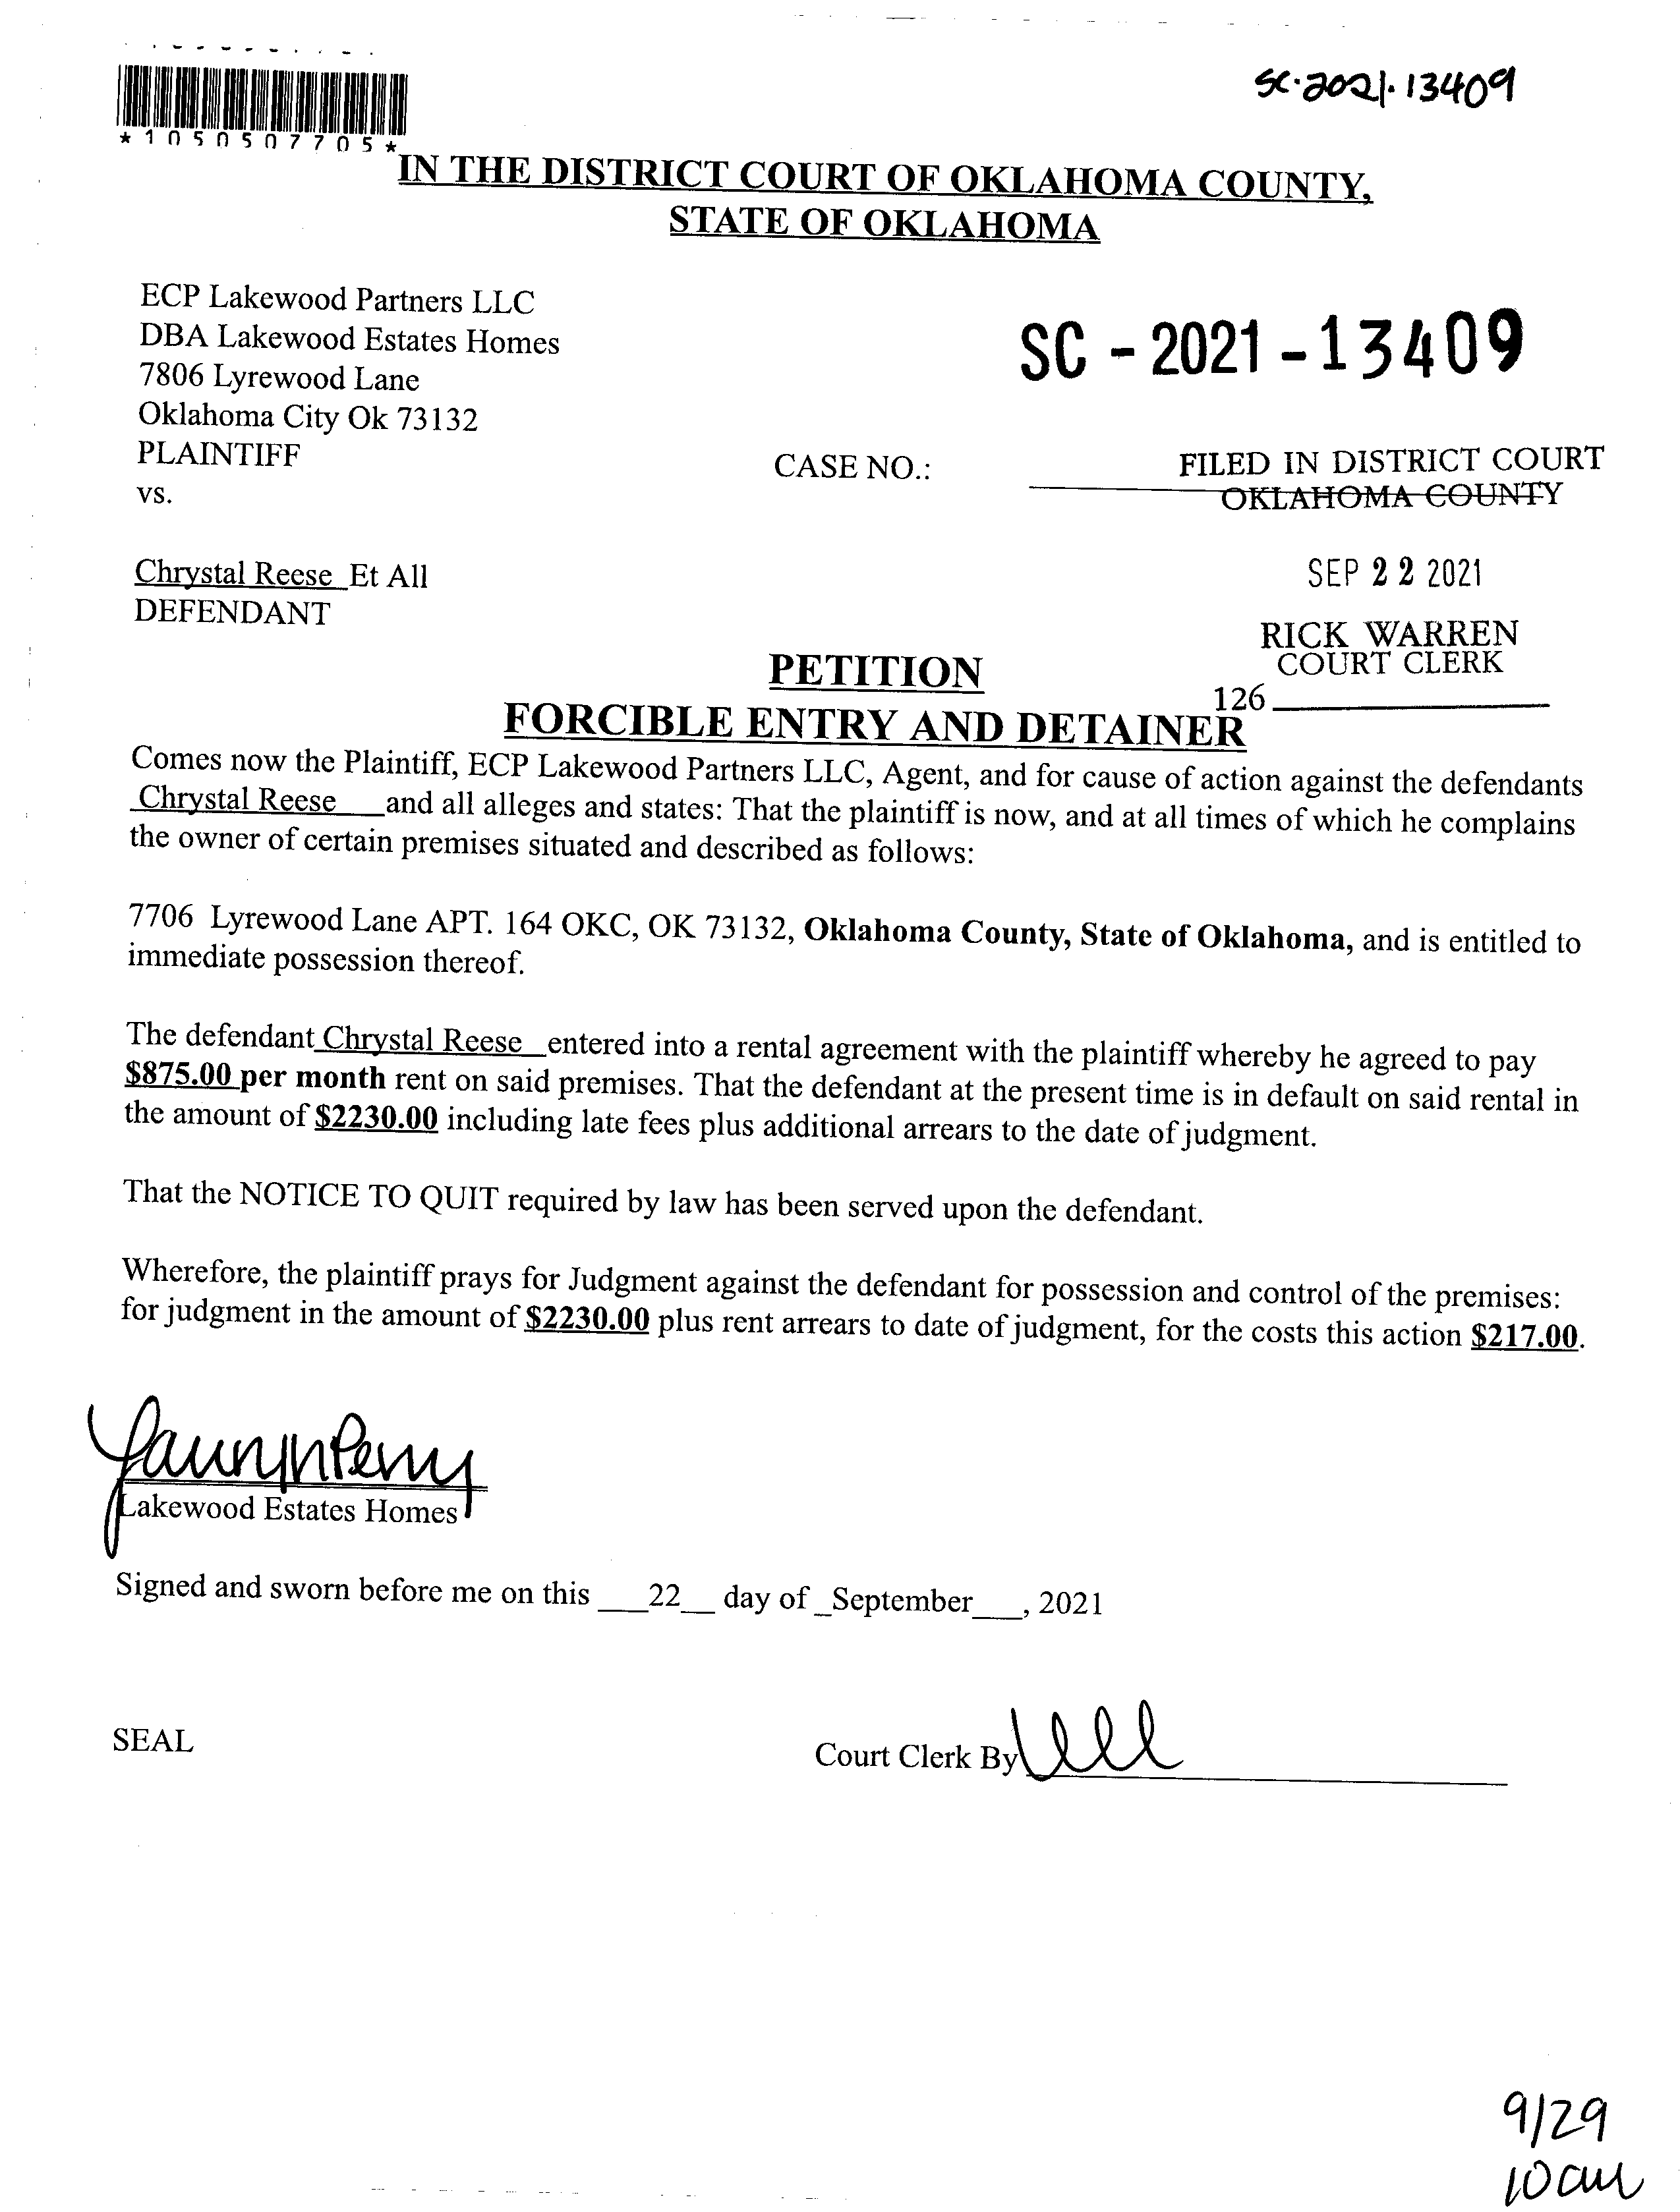 SC-2021-13409
*1050507705*
IN THE DISTRICT COURT OF OKLAHOMA COUNTY,
STATE OF OKLAHOMA
ECP Lakewood Partners LLC
DBA Lakewood Estates Homes
7806 Lyrewood Lane
Oklahoma City Ok 73132
PLAINTIFF
vs.
SC - 2021 - 13409
CASE NO.:
FILED IN DISTRICT COURT
OKLAHOMA COUNTY
Chrystal Reese Et All
DEFENDANT
SEP 22 2021
RICK WARREN
COURT CLERK
126
PETITION
FORCIBLE ENTRY AND DETAINER
Comes now the Plaintiff, ECP Lakewood Partners LLC, Agent, and for cause of action against the defendants
Chrystal Reese and all alleges and states: That the plaintiff is now, and at all times of which he complains
the owner of certain premises situated and described as follows:
7706 Lyrewood Lane APT. 164 OKC, OK 73132, Oklahoma County, State of Oklahoma, and is entitled to
immediate possession thereof.
The defendant Chrystal Reese entered into a rental agreement with the plaintiff whereby he agreed to pay
$875.00 per month rent on said premises. That the defendant at the present time is in default on said rental in
the amount of $2230.00 including late fees plus additional arrears to the date of judgment.
That the NOTICE TO QUIT required by law has been served upon the defendant.
Wherefore, the plaintiff prays for Judgment against the defendant for possession and control of the premises:
for judgment in the amount of $2230.00 plus rent arrears to date of judgment, for the costs this action $217.00.
Lakewood Estates Homes
Signed and sworn before me on this ___22__ day of _September___, 2021
SEAL
Court Clerk By
9/29
10am